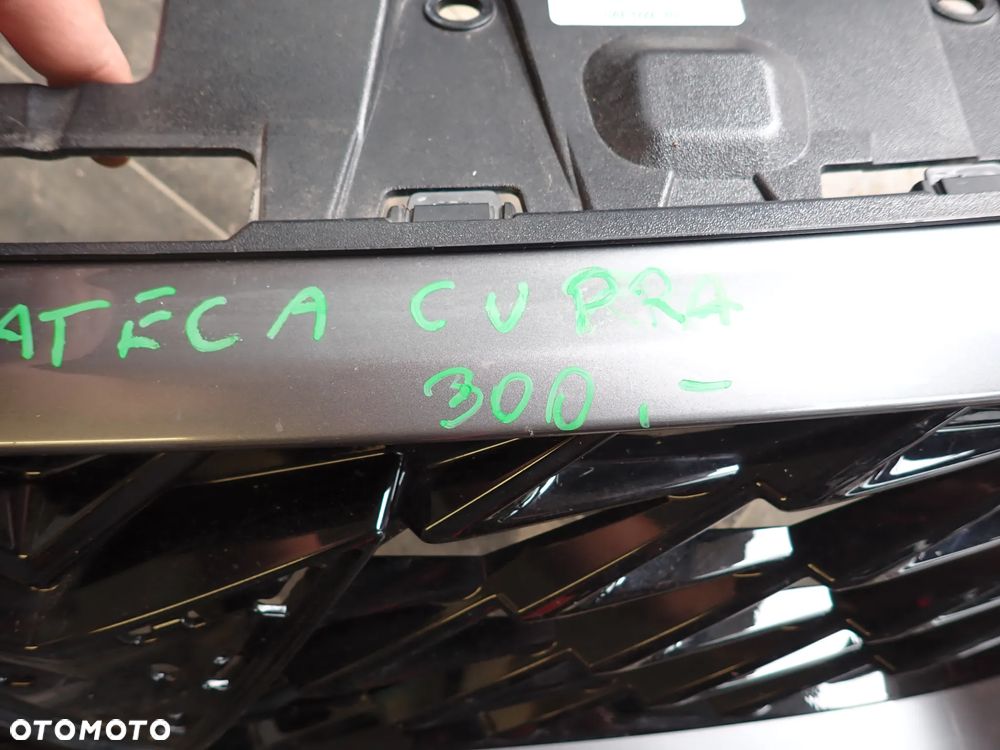 ATECA CUPRA
300,-
OTOMOTO